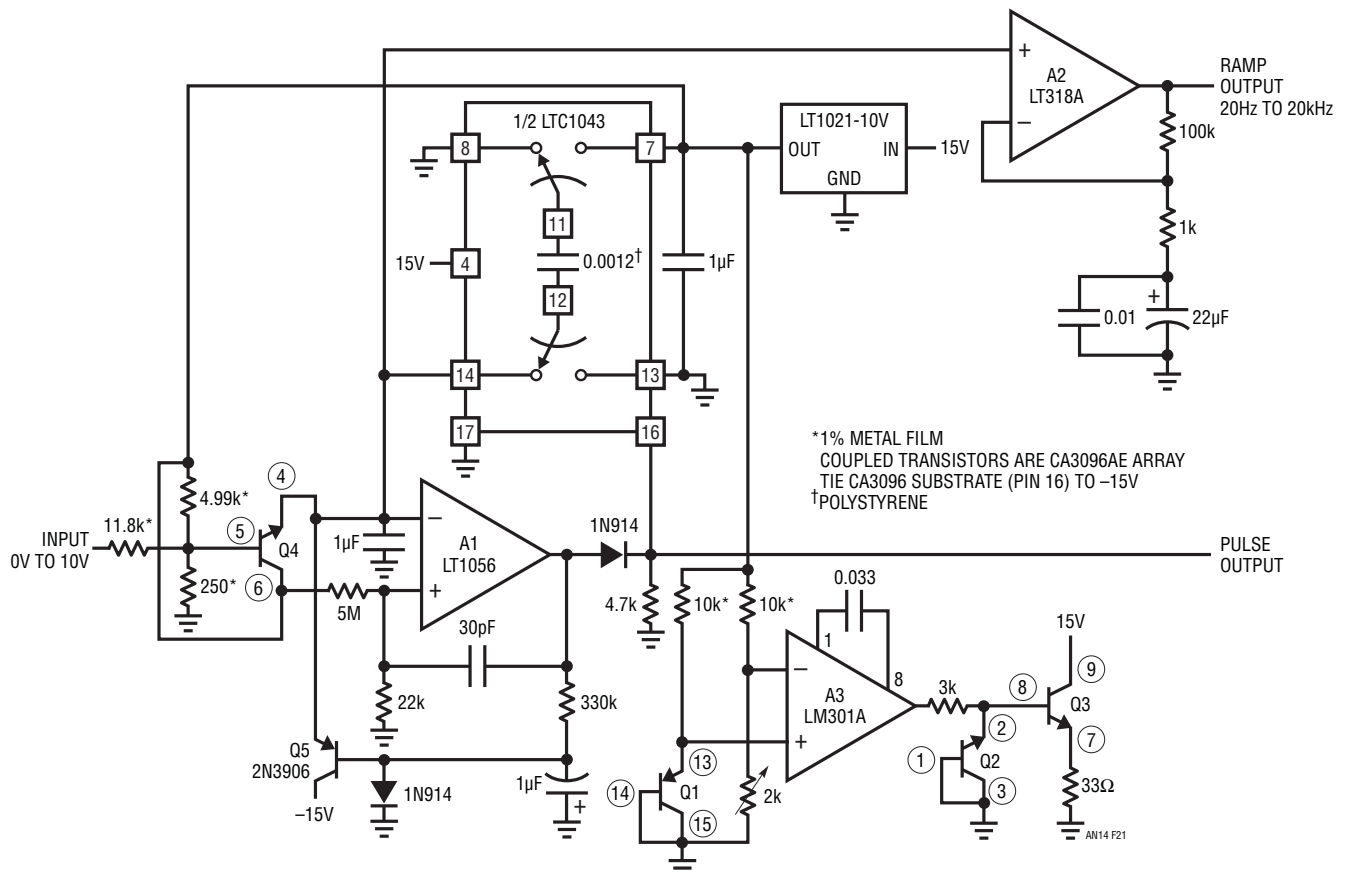 A2
LT318A
+
−
RAMP
OUTPUT
20Hz TO 20kHz
100k
1k
0.01
+
22µF
1/2 LTC1043
8
7
11
0.0012†
12
15V
4
1µF
14
13
17
16
LT1021-10V
OUT
IN
GND
15V
*1% METAL FILM
COUPLED TRANSISTORS ARE CA3096AE ARRAY
TIE CA3096 SUBSTRATE (PIN 16) TO –15V
†POLYSTYRENE
INPUT
0V TO 10V
11.8k*
4.99k*
250*
4
5
6
Q4
1µF
5M
−
+
A1
LT1056
30pF
22k
330k
1N914
4.7k
PULSE
OUTPUT
Q5
2N3906
–15V
1N914
1µF
+
10k*
10k*
0.033
1
8
−
+
A3
LM301A
13
14
15
Q1
2k
3k
15V
8
9
Q3
7
33Ω
2
1
Q2
3
AN14 F21